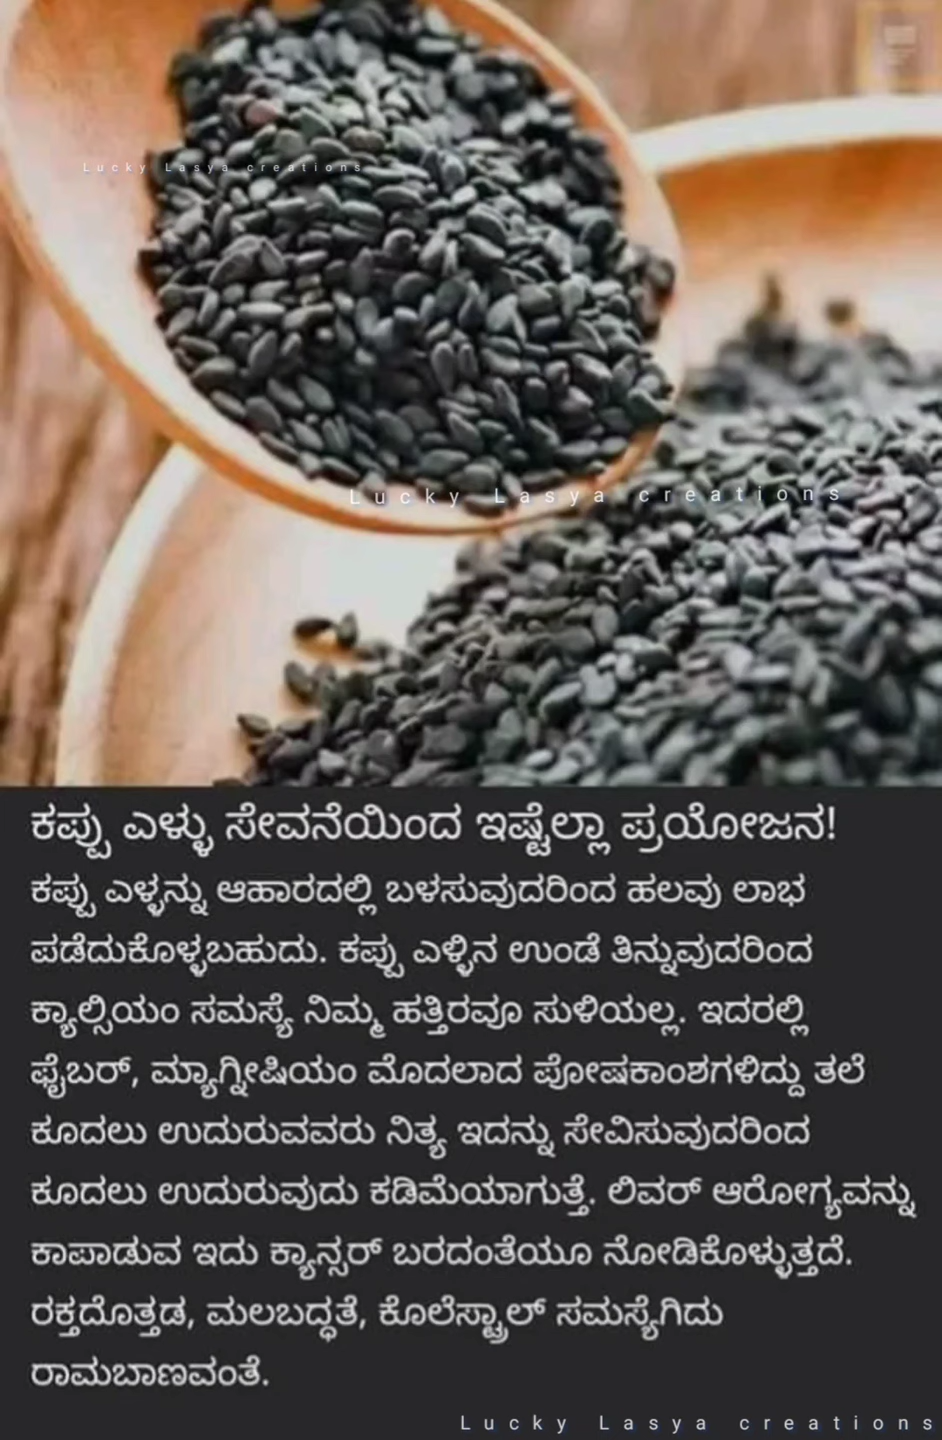 Lucky Lasya creations
Lucky Lasya creations
ಕಪ್ಪು ಎಳ್ಳು ಸೇವನೆಯಿಂದ ಇಷ್ಟೆಲ್ಲಾ ಪ್ರಯೋಜನ!
ಕಪ್ಪು ಎಳ್ಳನ್ನು ಆಹಾರದಲ್ಲಿ ಬಳಸುವುದರಿಂದ ಹಲವು ಲಾಭ
ಪಡೆದುಕೊಳ್ಳಬಹುದು. ಕಪ್ಪು ಎಳ್ಳಿನ ಉಂಡೆ ತಿನ್ನುವುದರಿಂದ
ಕ್ಯಾಲ್ಸಿಯಂ ಸಮಸ್ಯೆ ನಿಮ್ಮ ಹತ್ತಿರವೂ ಸುಳಿಯಲ್ಲ. ಇದರಲ್ಲಿ
ಫೈಬರ್, ಮ್ಯಾಗ್ನೀಷಿಯಂ ಮೊದಲಾದ ಪೋಷಕಾಂಶಗಳಿದ್ದು ತಲೆ
ಕೂದಲು ಉದುರುವವರು ನಿತ್ಯ ಇದನ್ನು ಸೇವಿಸುವುದರಿಂದ
ಕೂದಲು ಉದುರುವುದು ಕಡಿಮೆಯಾಗುತ್ತೆ. ಲಿವರ್ ಆರೋಗ್ಯವನ್ನು
ಕಾಪಾಡುವ ಇದು ಕ್ಯಾನ್ಸರ್ ಬರದಂತೆಯೂ ನೋಡಿಕೊಳ್ಳುತ್ತದೆ.
ರಕ್ತದೊತ್ತಡ, ಮಲಬದ್ಧತೆ, ಕೊಲೆಸ್ಟ್ರಾಲ್ ಸಮಸ್ಯೆಗಿದು
ರಾಮಬಾಣವಂತೆ.
Lucky Lasya creations